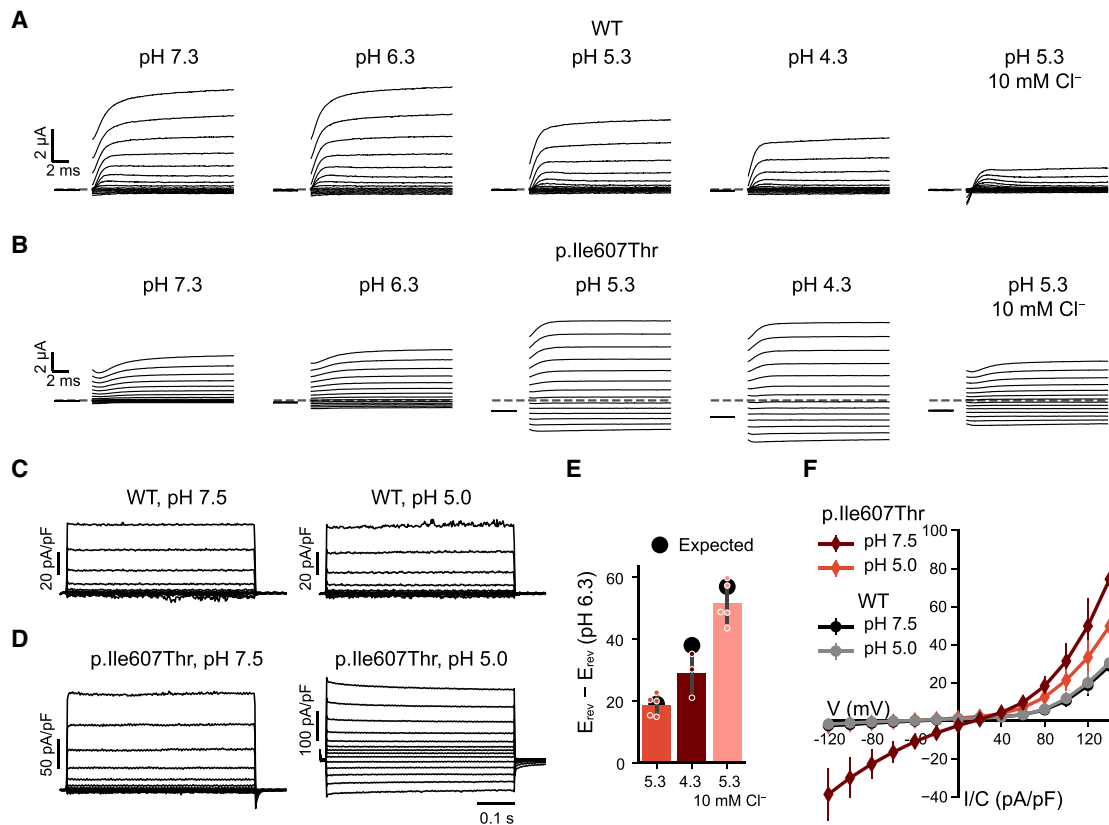 A
WT
pH 7.3
pH 6.3
pH 5.3
pH 4.3
pH 5.3
10 mM Cl⁻
2 µA
2 ms
B
p.Ile607Thr
pH 7.3
pH 6.3
pH 5.3
pH 4.3
pH 5.3
10 mM Cl⁻
2 µA
2 ms
C
WT, pH 7.5
WT, pH 5.0
20 pA/pF
20 pA/pF
D
p.Ile607Thr, pH 7.5
p.Ile607Thr, pH 5.0
50 pA/pF
100 pA/pF
0.1 s
E
Expected
Erev − Erev (pH 6.3)
60
40
20
0
5.3
4.3
5.3
10 mM Cl⁻
F
p.Ile607Thr
pH 7.5
pH 5.0
WT
pH 7.5
pH 5.0
100
80
60
40
20
V (mV)
-120
-80
-40
40
80
120
−20
−40
I/C (pA/pF)